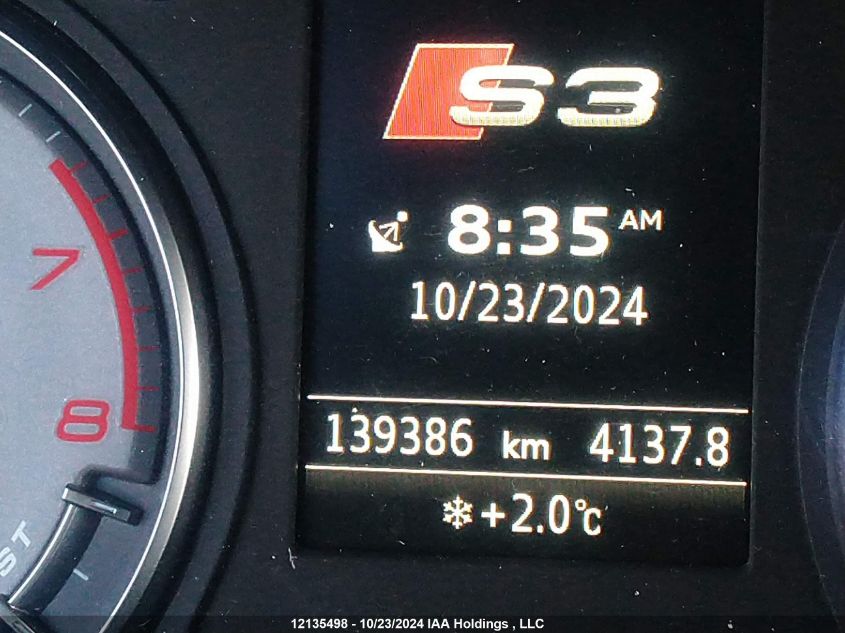 S3
8:35 AM
10/23/2024
7
139386 km 4137.8
8
+2.0°C
ST
12135498 - 10/23/2024 IAA Holdings , LLC